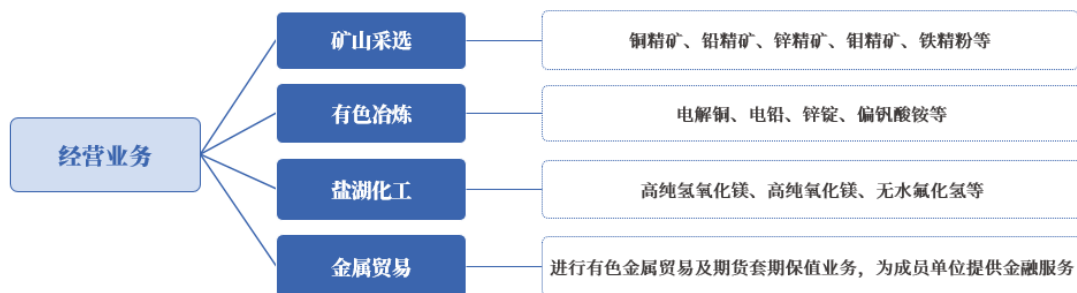 经营业务
矿山采选
铜精矿、铅精矿、锌精矿、钼精矿、铁精粉等
有色冶炼
电解铜、电铅、锌锭、偏钒酸铵等
盐湖化工
高纯氢氧化镁、高纯氧化镁、无水氟化氢等
金属贸易
进行有色金属贸易及期货套期保值业务，为成员单位提供金融服务